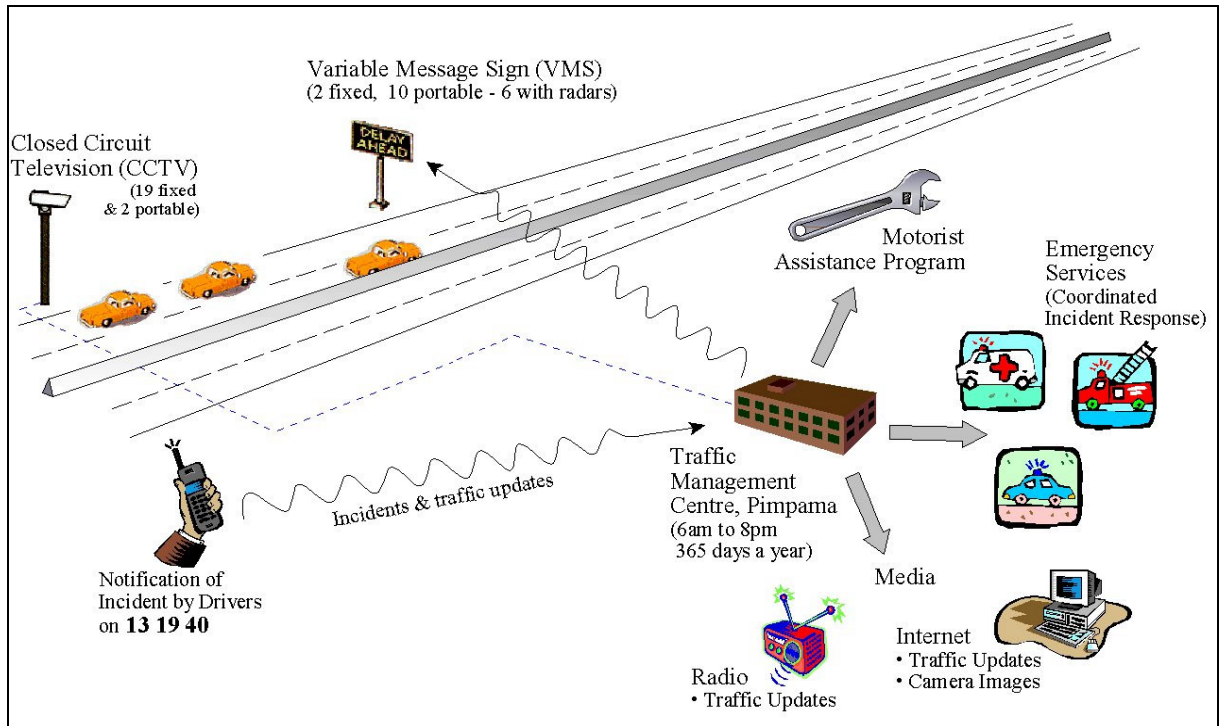 Variable Message Sign (VMS)
(2 fixed, 10 portable - 6 with radars)
DELAY
AHEAD
Closed Circuit
Television (CCTV)
(19 fixed
& 2 portable)
Motorist
Assistance Program
Emergency
Services
(Coordinated
Incident Response)
Incidents & traffic updates
Traffic
Management
Centre, Pimpama
(6am to 8pm
365 days a year)
Notification of
Incident by Drivers
on 13 19 40
Media
Radio
• Traffic Updates
Internet
• Traffic Updates
• Camera Images